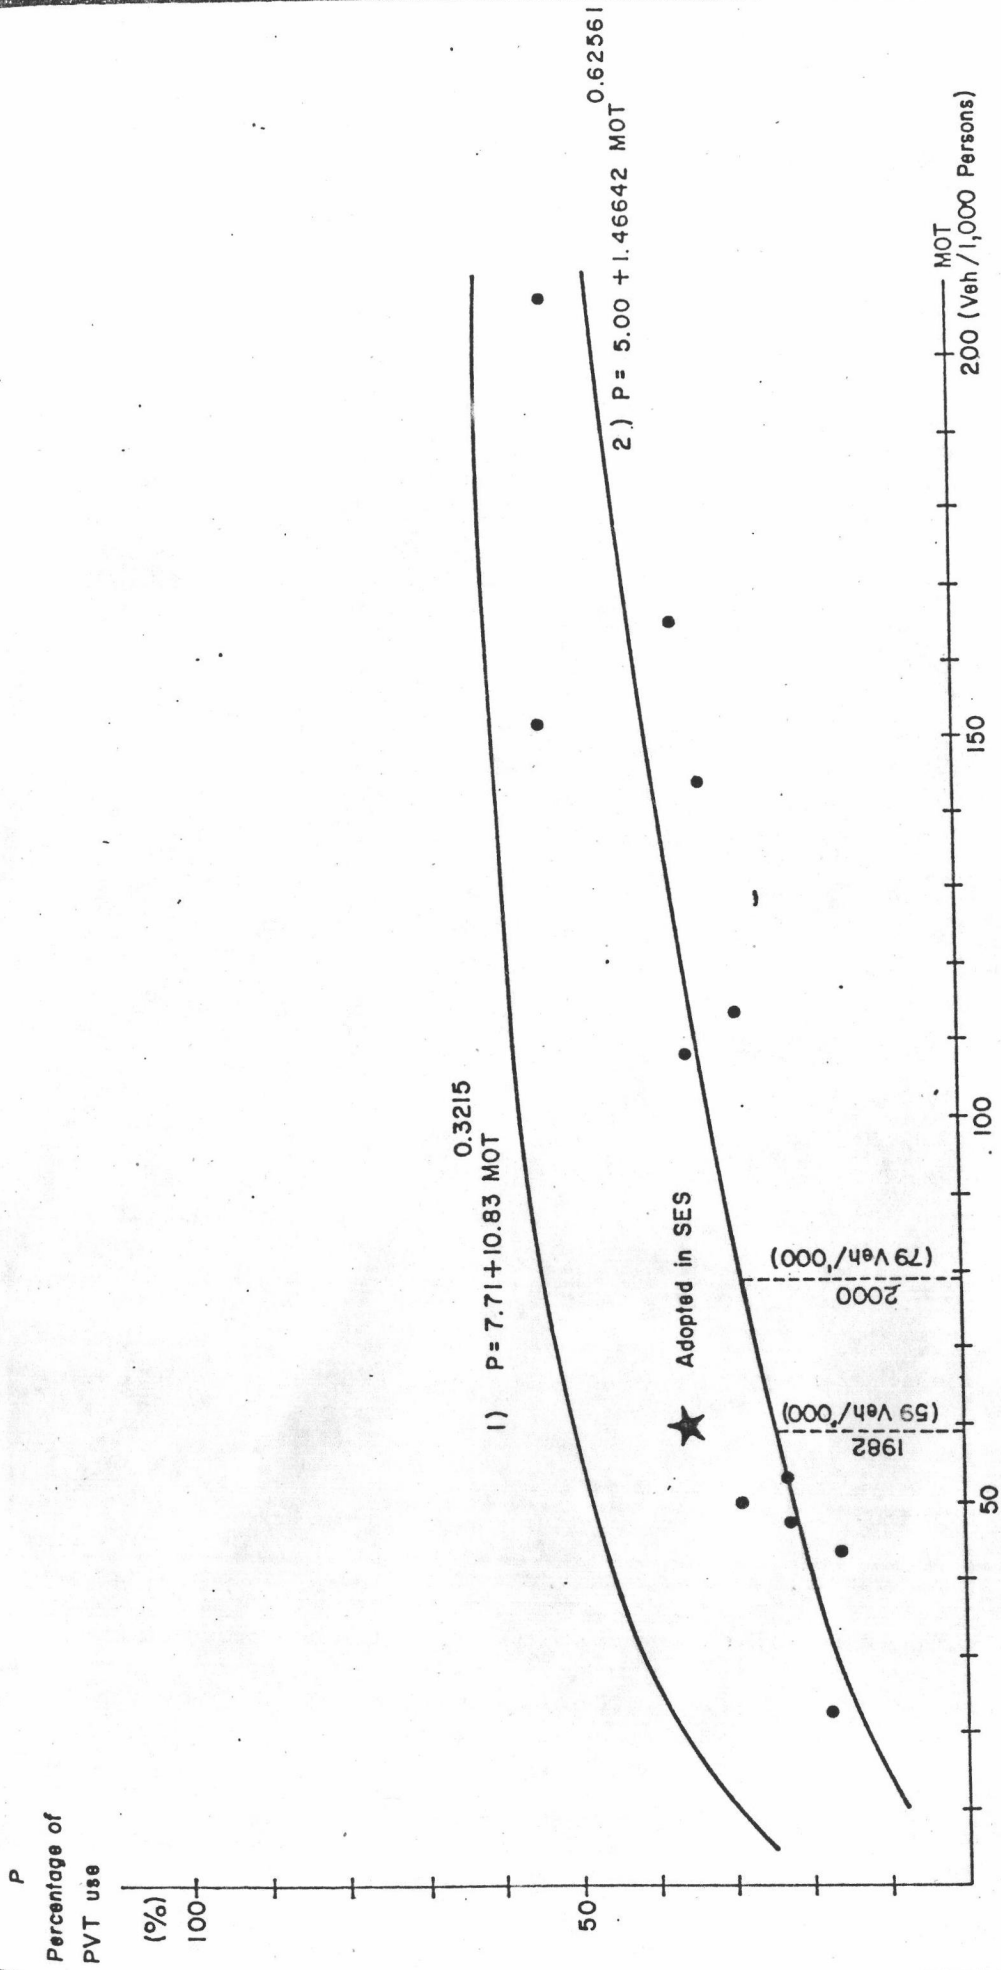 P
Percentage of
PVT use
(%)
100
50
1) P = 7.71+10.83 MOT 0.3215
2.) P = 5.00 +1.46642 MOT 0.62561
Adopted in SES
1982
(59 Veh/'000)
2000
(79 Veh/'000)
50
100
150
200 (Veh/1,000 Persons)
MOT